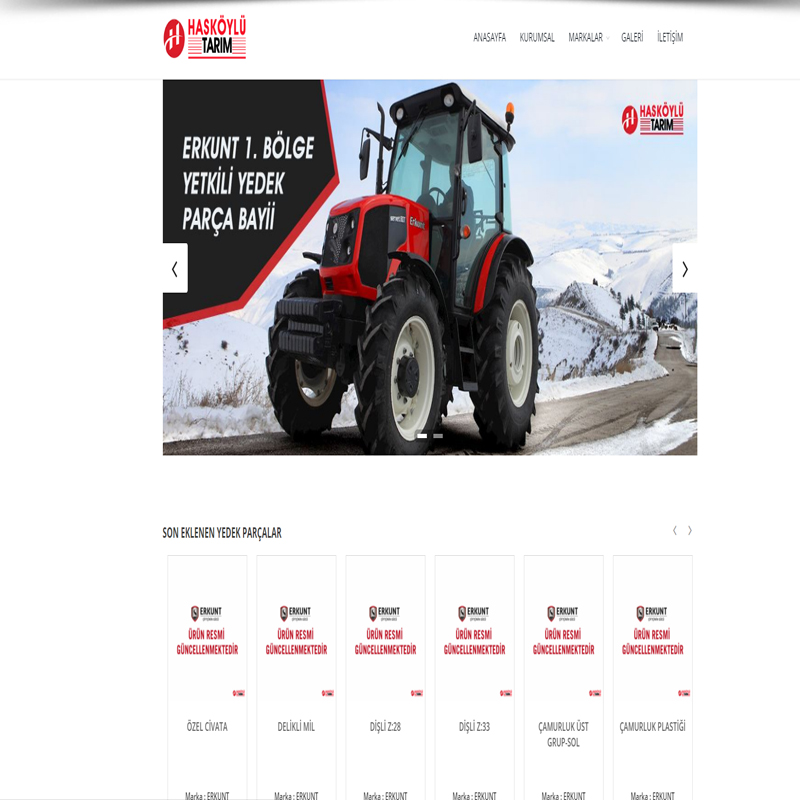 HASKÖYLÜ
TARIM
ANASAYFA KURUMSAL MARKALAR GALERİ İLETİŞİM
ERKUNT 1. BÖLGE
YETKİLİ YEDEK
PARÇA BAYİİ
HASKÖYLÜ
TARIM
Erkunt
SON EKLENEN YEDEK PARÇALAR
ERKUNT ERKUNT ERKUNT ERKUNT ERKUNT ERKUNT
ÜRÜN RESMİ ÜRÜN RESMİ ÜRÜN RESMİ ÜRÜN RESMİ ÜRÜN RESMİ ÜRÜN RESMİ
GÜNCELLENMEKTEDİR GÜNCELLENMEKTEDİR GÜNCELLENMEKTEDİR GÜNCELLENMEKTEDİR GÜNCELLENMEKTEDİR GÜNCELLENMEKTEDİR
ÖZEL CİVATA DELİKLİ MİL DİŞLİ Z:28 DİŞLİ Z:33 ÇAMURLUK ÜST ÇAMURLUK PLASTİĞİ
GRUP-SOL
Marka : ERKUNT Marka : ERKUNT Marka : ERKUNT Marka : ERKUNT Marka : ERKUNT Marka : ERKUNT